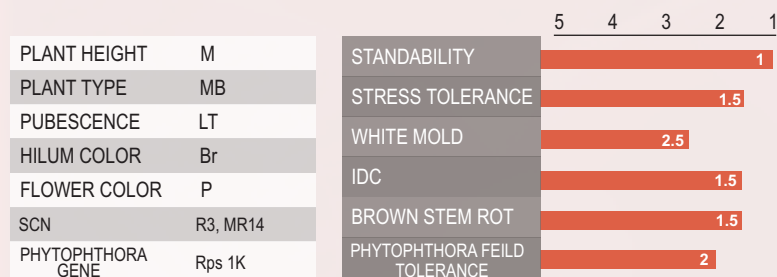 5 4 3 2 1
PLANT HEIGHT M
PLANT TYPE MB
PUBESCENCE LT
HILUM COLOR Br
FLOWER COLOR P
SCN R3, MR14
PHYTOPHTHORA
GENE Rps 1K
STANDABILITY 1
STRESS TOLERANCE 1.5
WHITE MOLD 2.5
IDC 1.5
BROWN STEM ROT 1.5
PHYTOPHTHORA FEILD
TOLERANCE 2